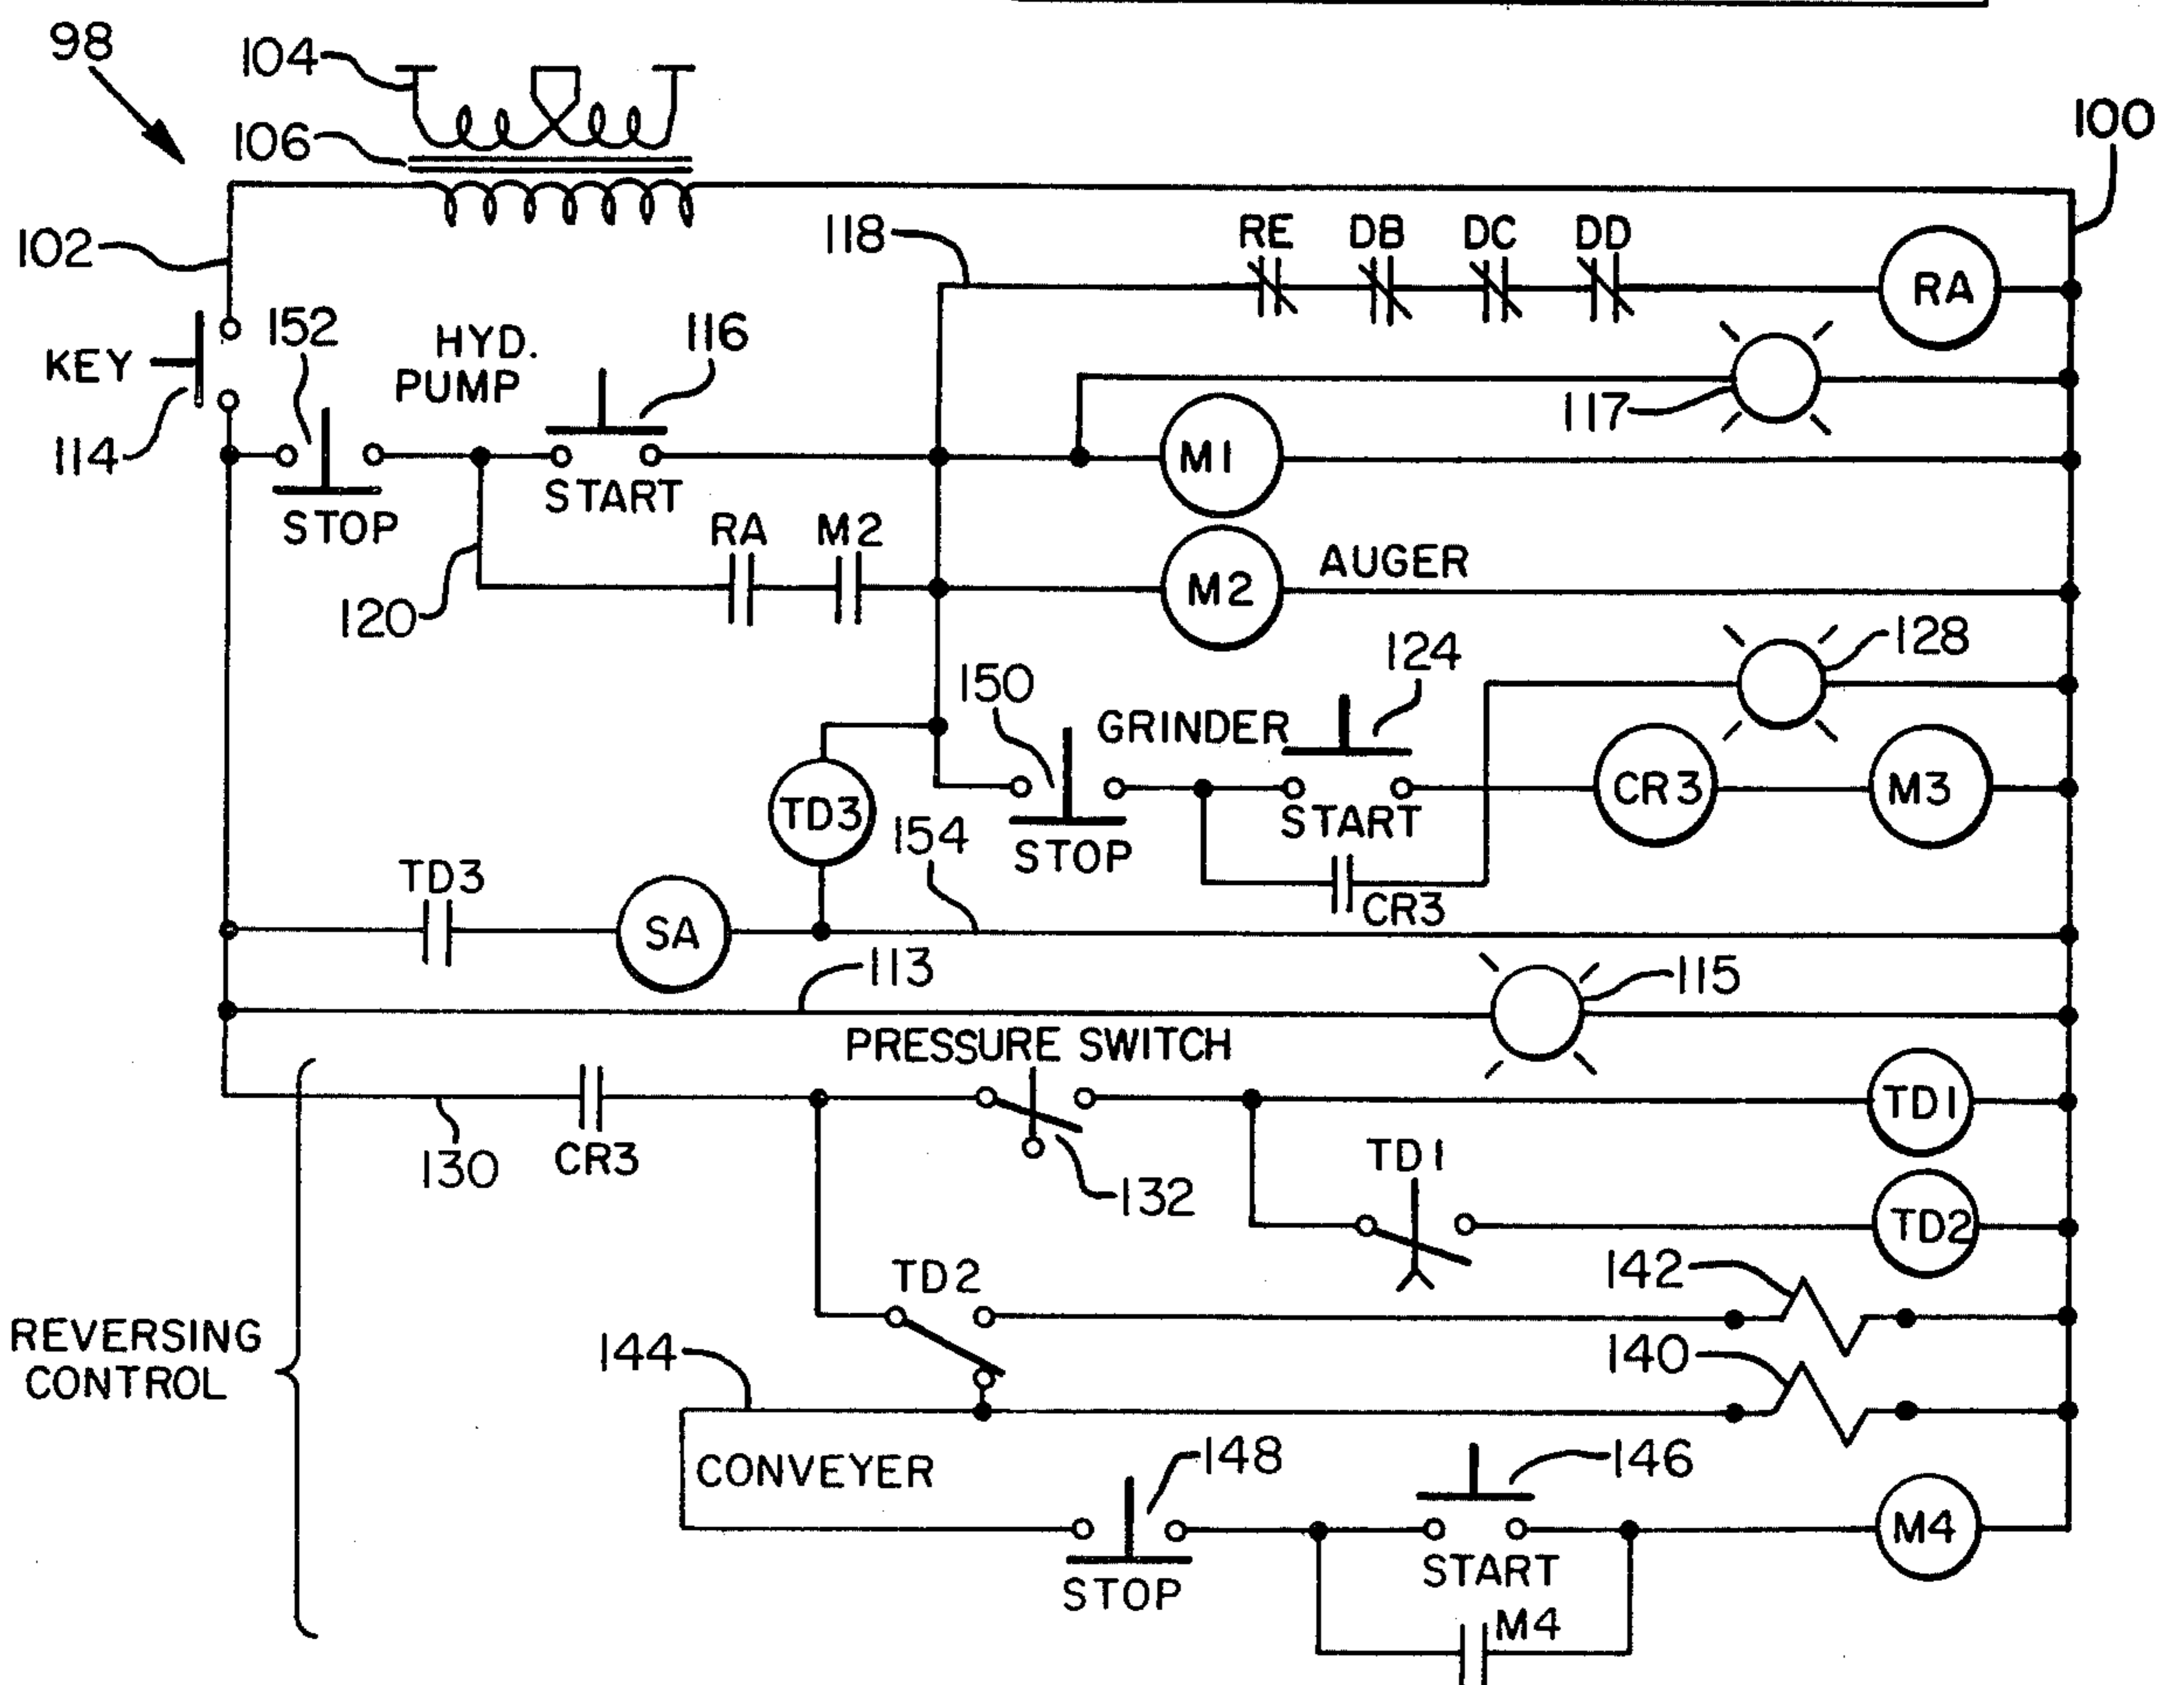 98
104
106
100
102
118
RE DB DC DD
RA
KEY
152
HYD.
PUMP
116
117
114
M1
START
STOP
RA M2
120
M2
AUGER
128
124
150
GRINDER
CR3
M3
START
TD3
154
STOP
TD3
CR3
SA
113
115
PRESSURE SWITCH
130
CR3
TD1
132
TD1
TD2
TD2
142
REVERSING
CONTROL
144
140
CONVEYER
148
146
M4
STOP
START
M4